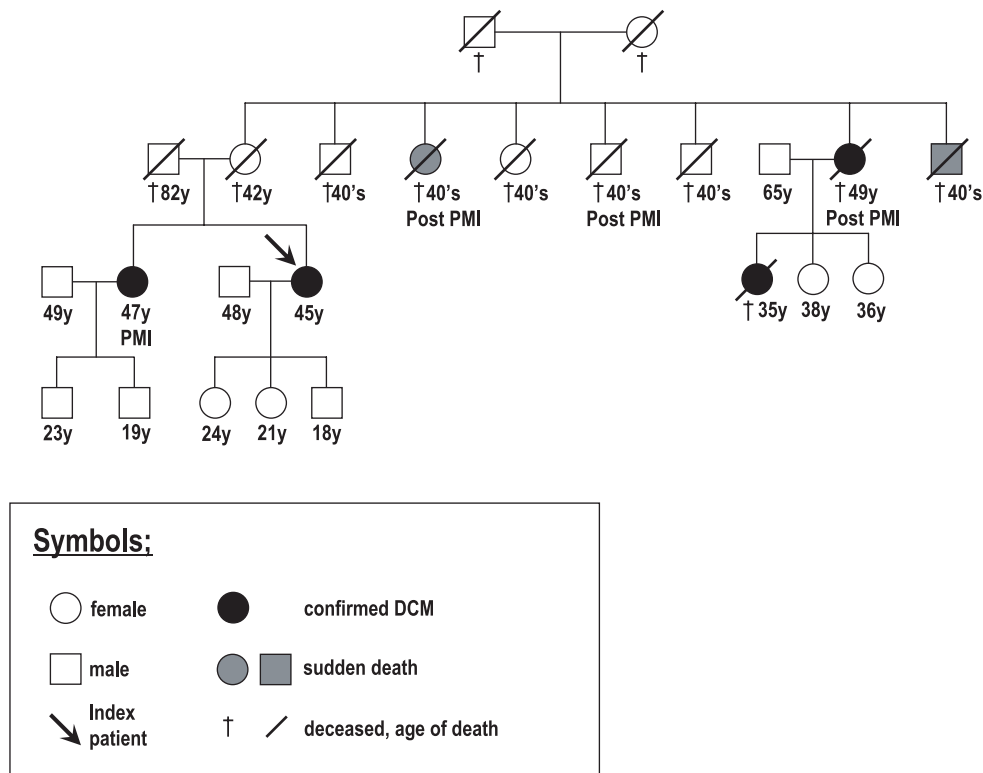 † †
†82y †42y †40's †40's †40's †40's †40's 65y †49y †40's
Post PMI Post PMI Post PMI
49y 47y 48y 45y † 35y 38y 36y
PMI
23y 19y 24y 21y 18y
Symbols;
female confirmed DCM
male sudden death
Index
patient
† deceased, age of death